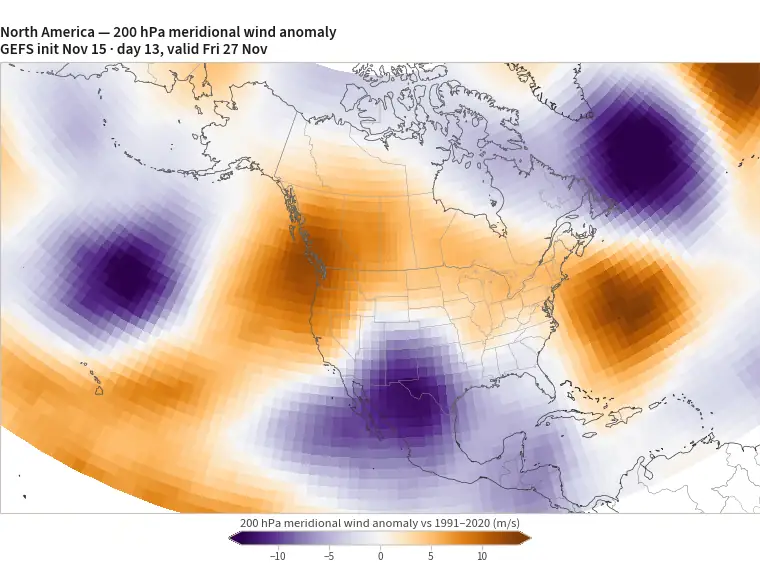 North America — 200 hPa meridional wind anomaly
GEFS init Nov 15 · day 13, valid Fri 27 Nov
200 hPa meridional wind anomaly vs 1991–2020 (m/s)
−10 −5 0 5 10